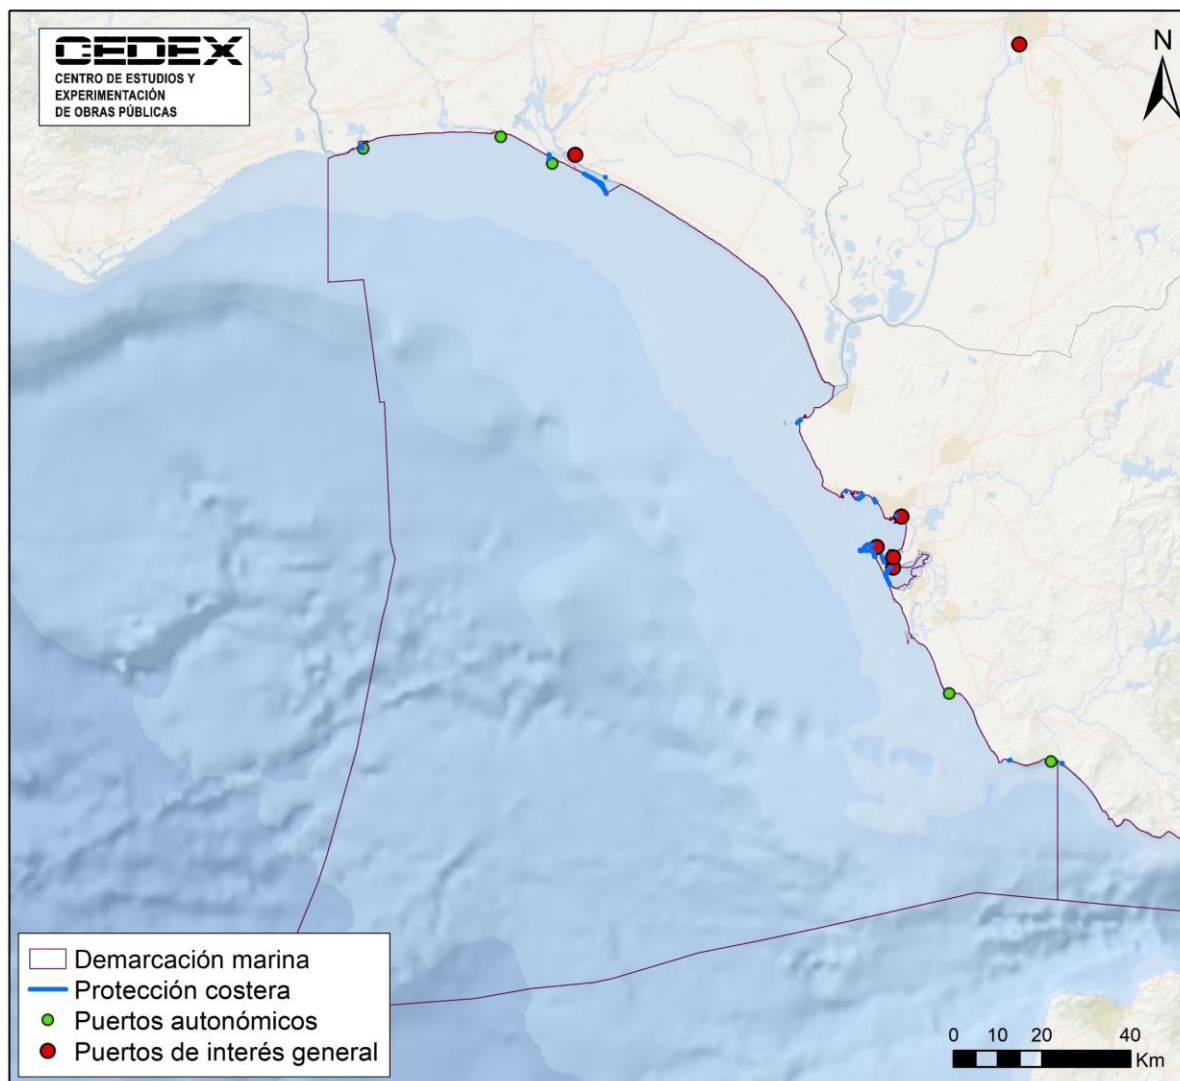 CEDEX
CENTRO DE ESTUDIOS Y
EXPERIMENTACIÓN
DE OBRAS PÚBLICAS
N
Demarcación marina
Protección costera
Puertos autonómicos
Puertos de interés general
0 10 20 40
Km